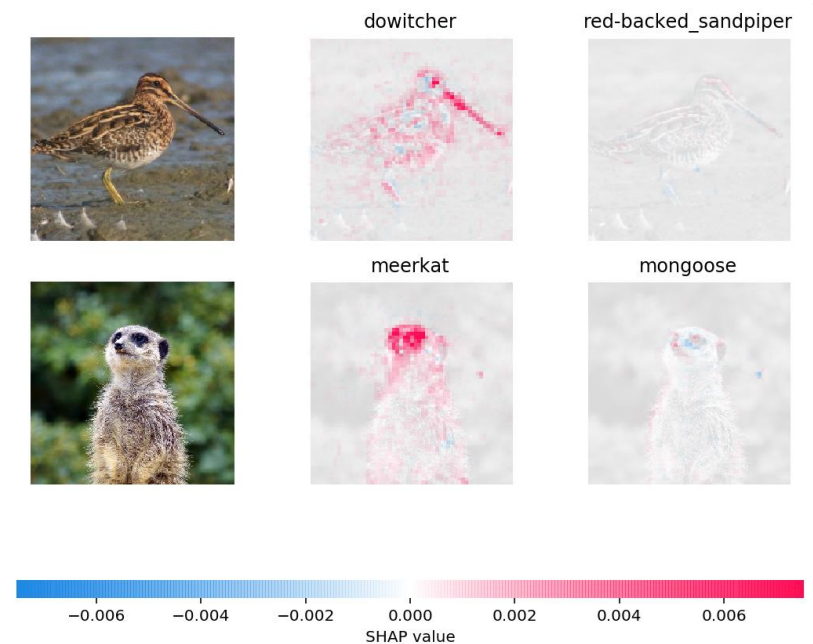 dowitcher
red-backed_sandpiper
meerkat
mongoose
−0.006 −0.004 −0.002 0.000 0.002 0.004 0.006
SHAP value